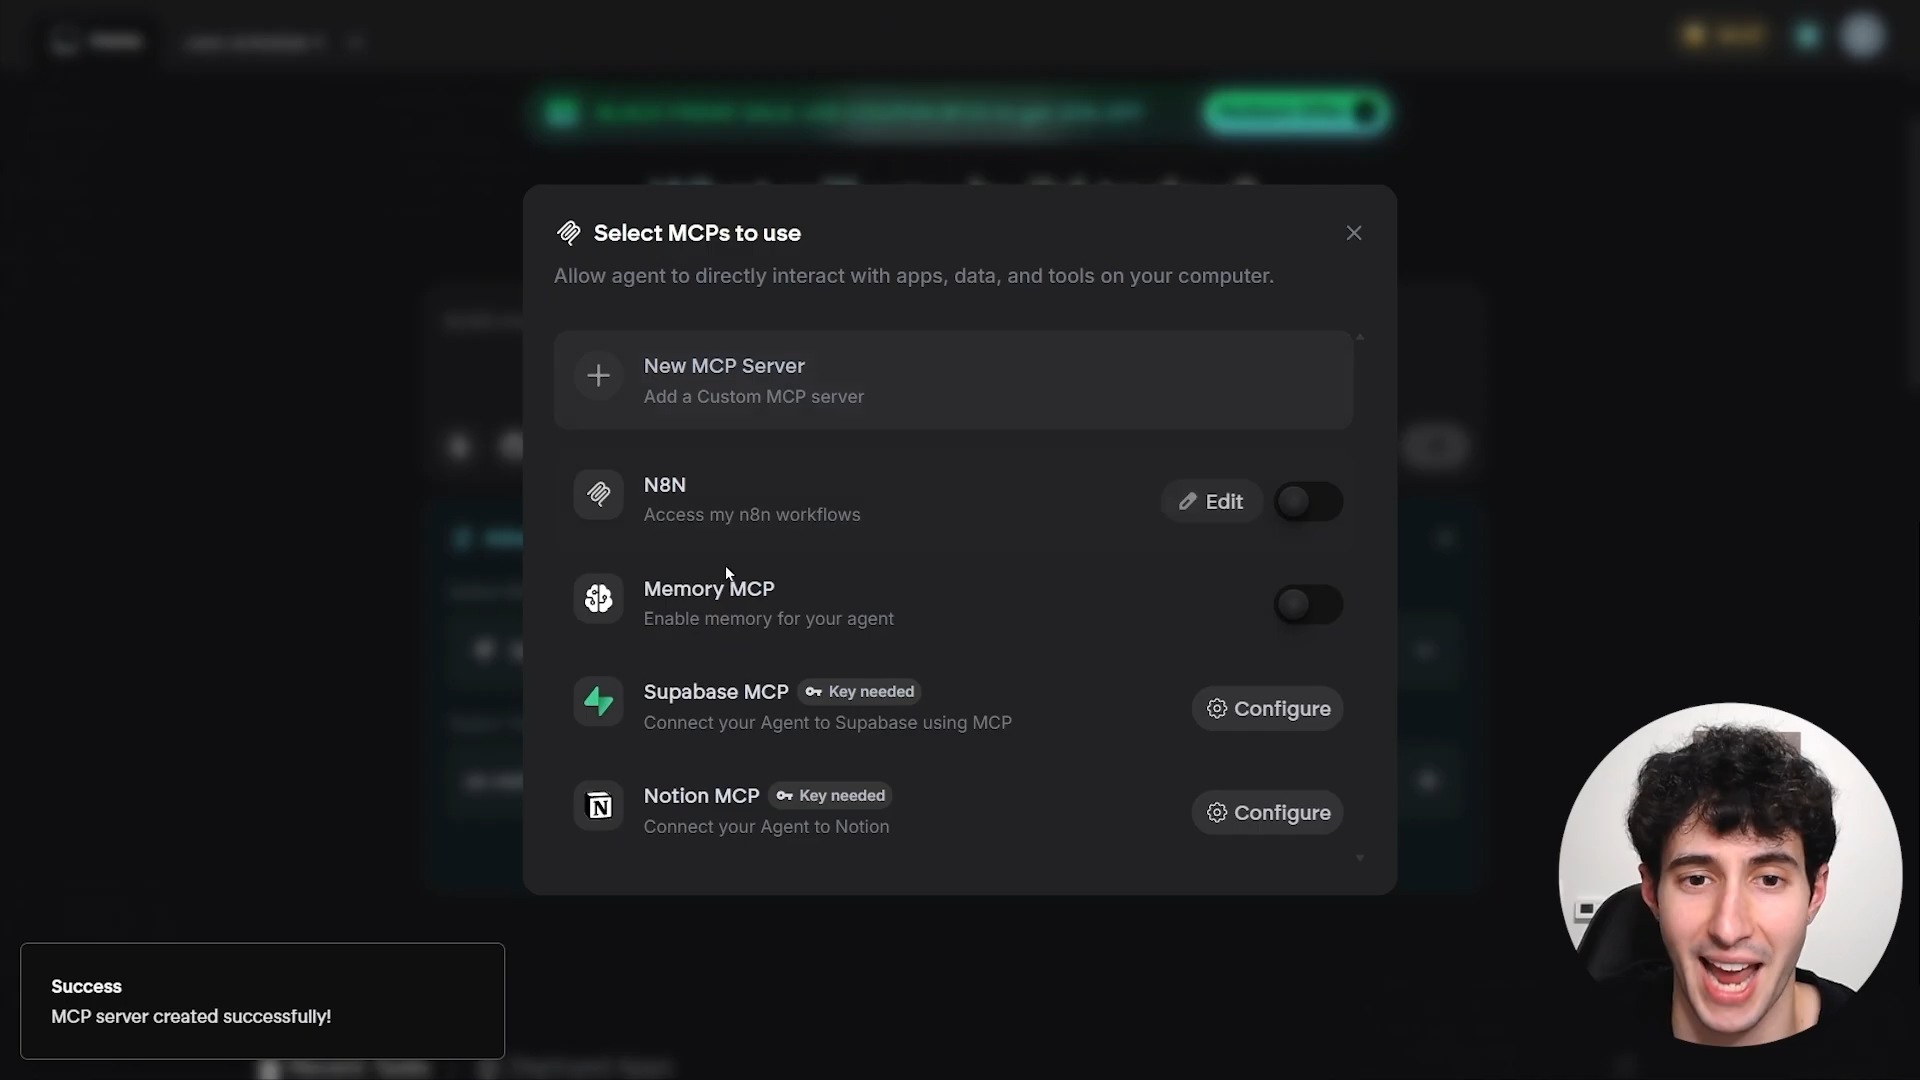 Select MCPs to use
Allow agent to directly interact with apps, data, and tools on your computer.
New MCP Server
Add a Custom MCP server
N8N
Access my n8n workflows
Edit
Memory MCP
Enable memory for your agent
Supabase MCP
Key needed
Connect your Agent to Supabase using MCP
Configure
Notion MCP
Key needed
Connect your Agent to Notion
Configure
Success
MCP server created successfully!